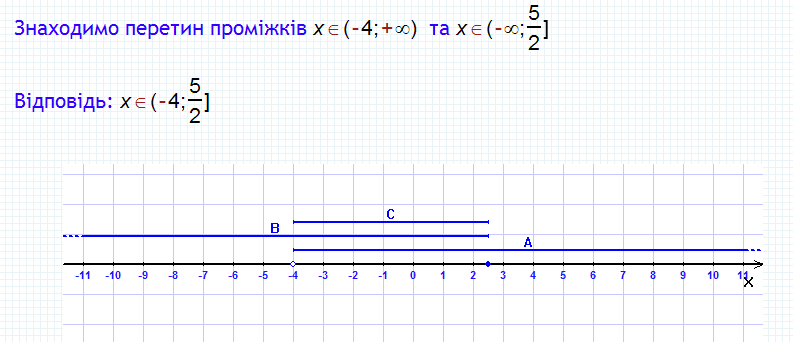 Знаходимо перетин проміжків x∈(-4;+∞) та x∈(-∞;5/2]
Відповідь: x∈(-4;5/2]
C
B
A
-11 -10 -9 -8 -7 -6 -5 -4 -3 -2 -1 0 1 2 3 4 5 6 7 8 9 10 11
x